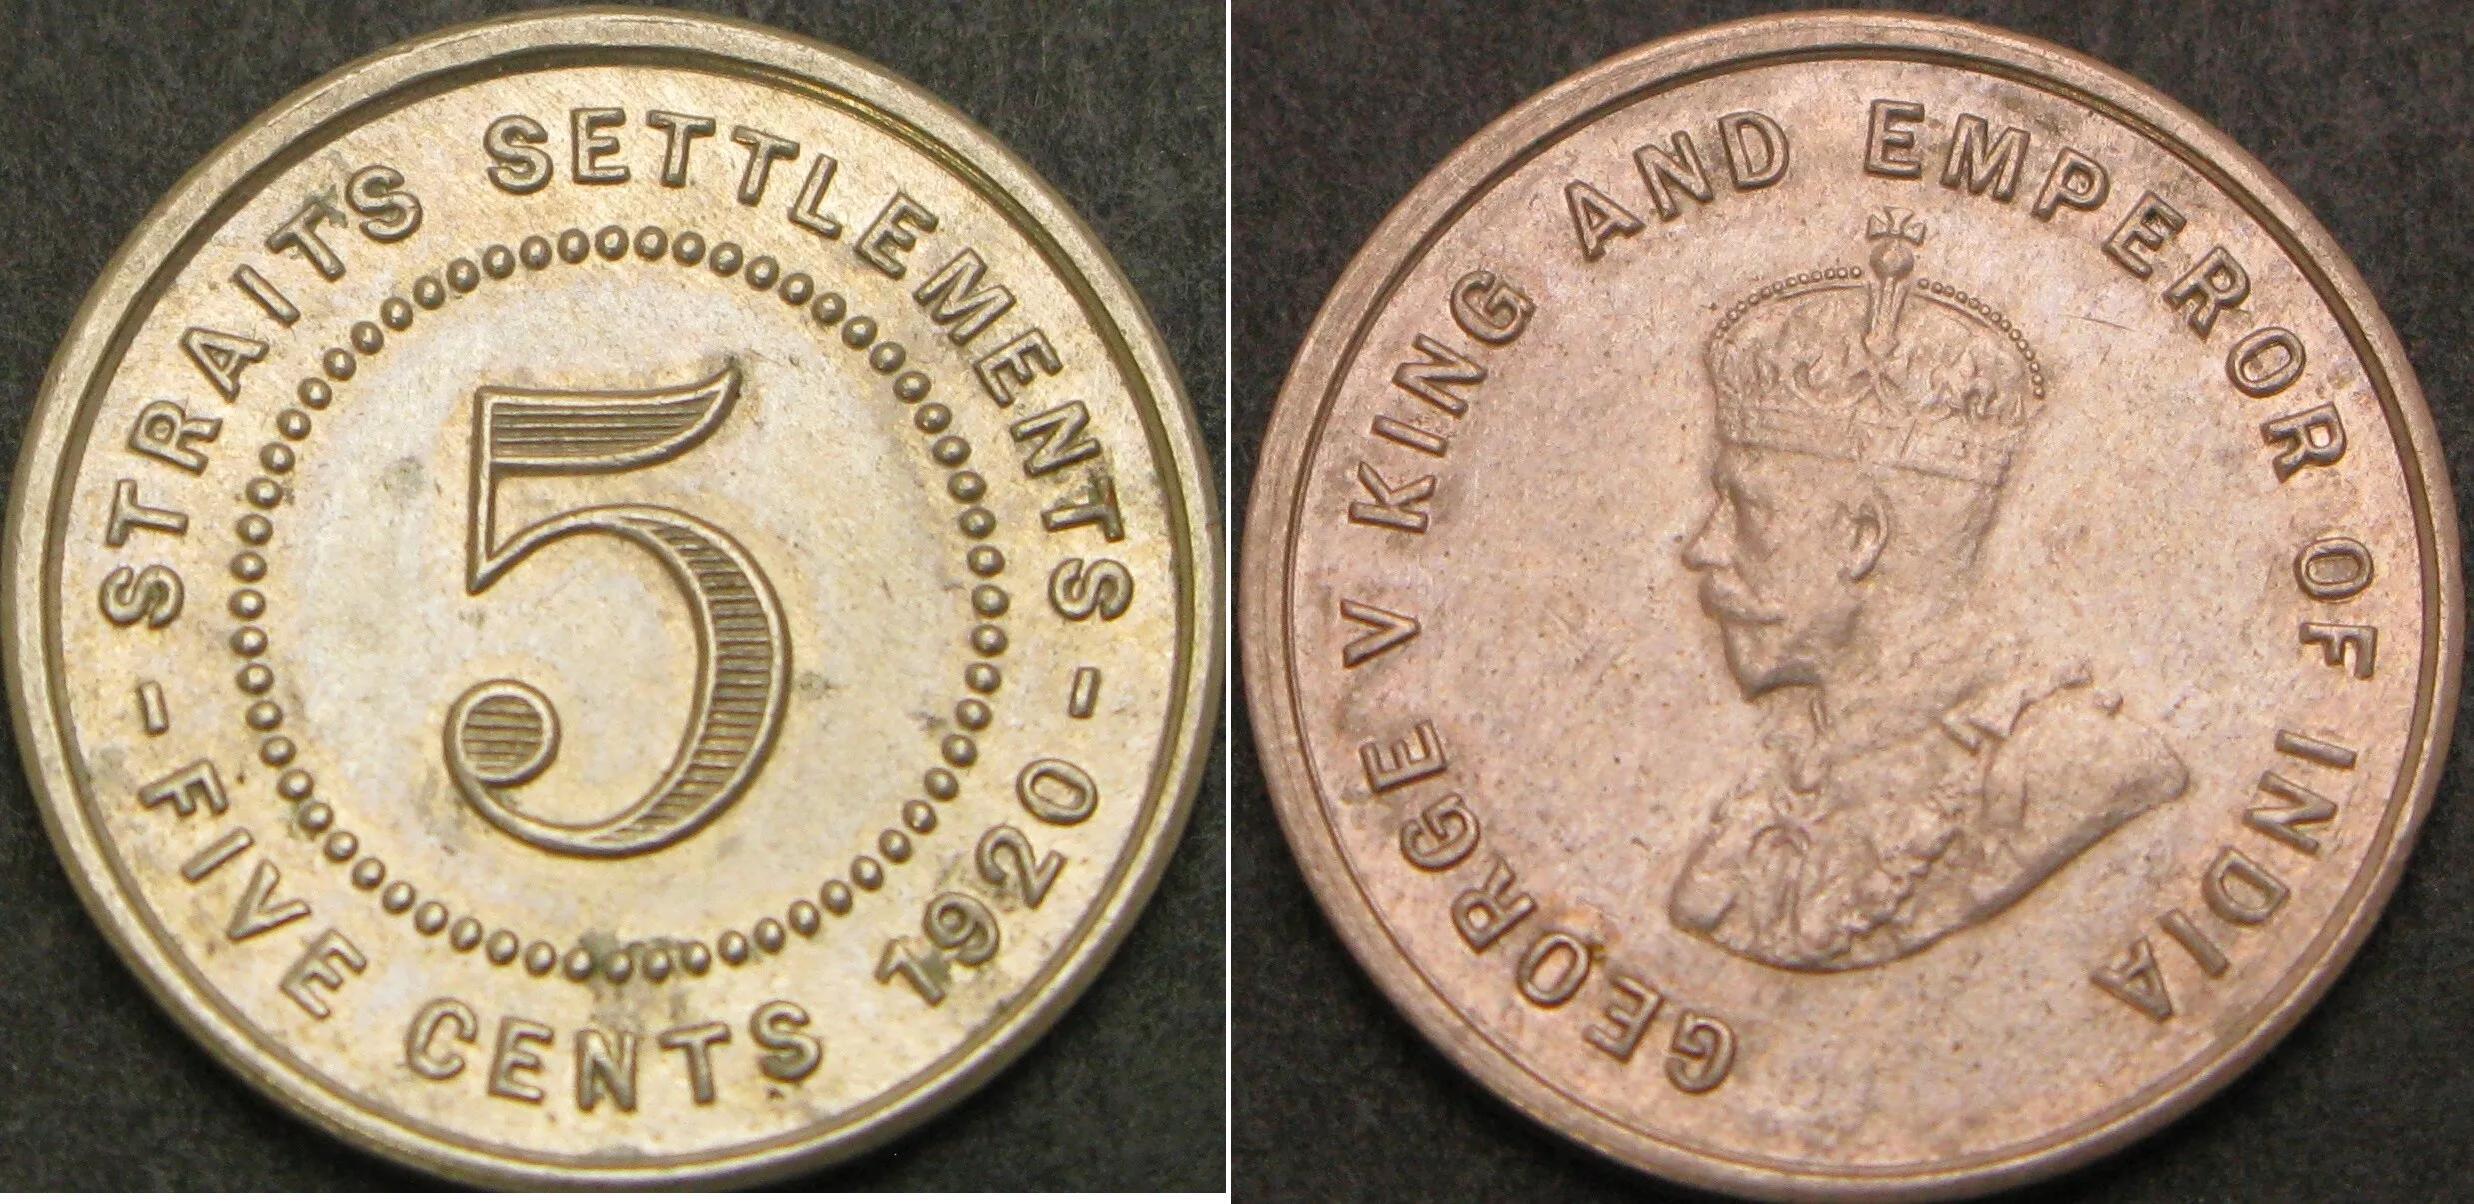 STRAITS SETTLEMENTS
5
- FIVE CENTS 1920 -
GEORGE V KING AND EMPEROR OF INDIA